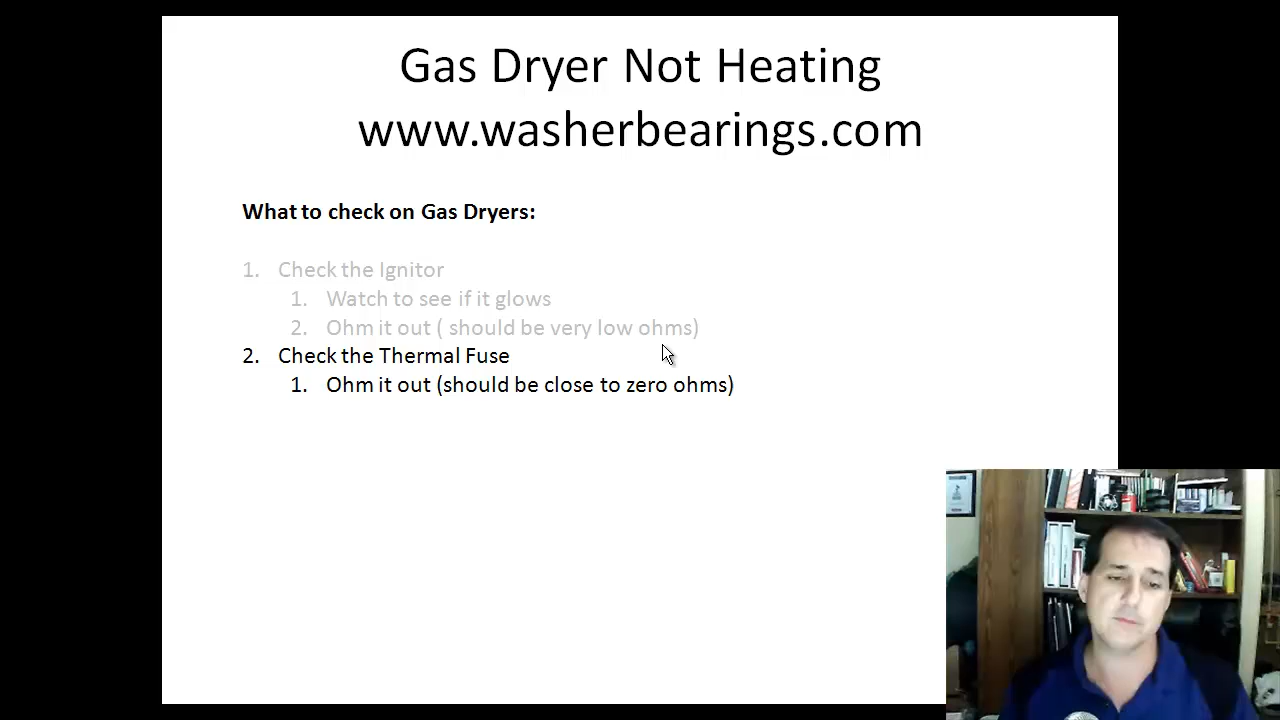 Gas Dryer Not Heating
www.washerbearings.com
What to check on Gas Dryers:
1. Check the Ignitor
1. Watch to see if it glows
2. Ohm it out ( should be very low ohms)
2. Check the Thermal Fuse
1. Ohm it out (should be close to zero ohms)